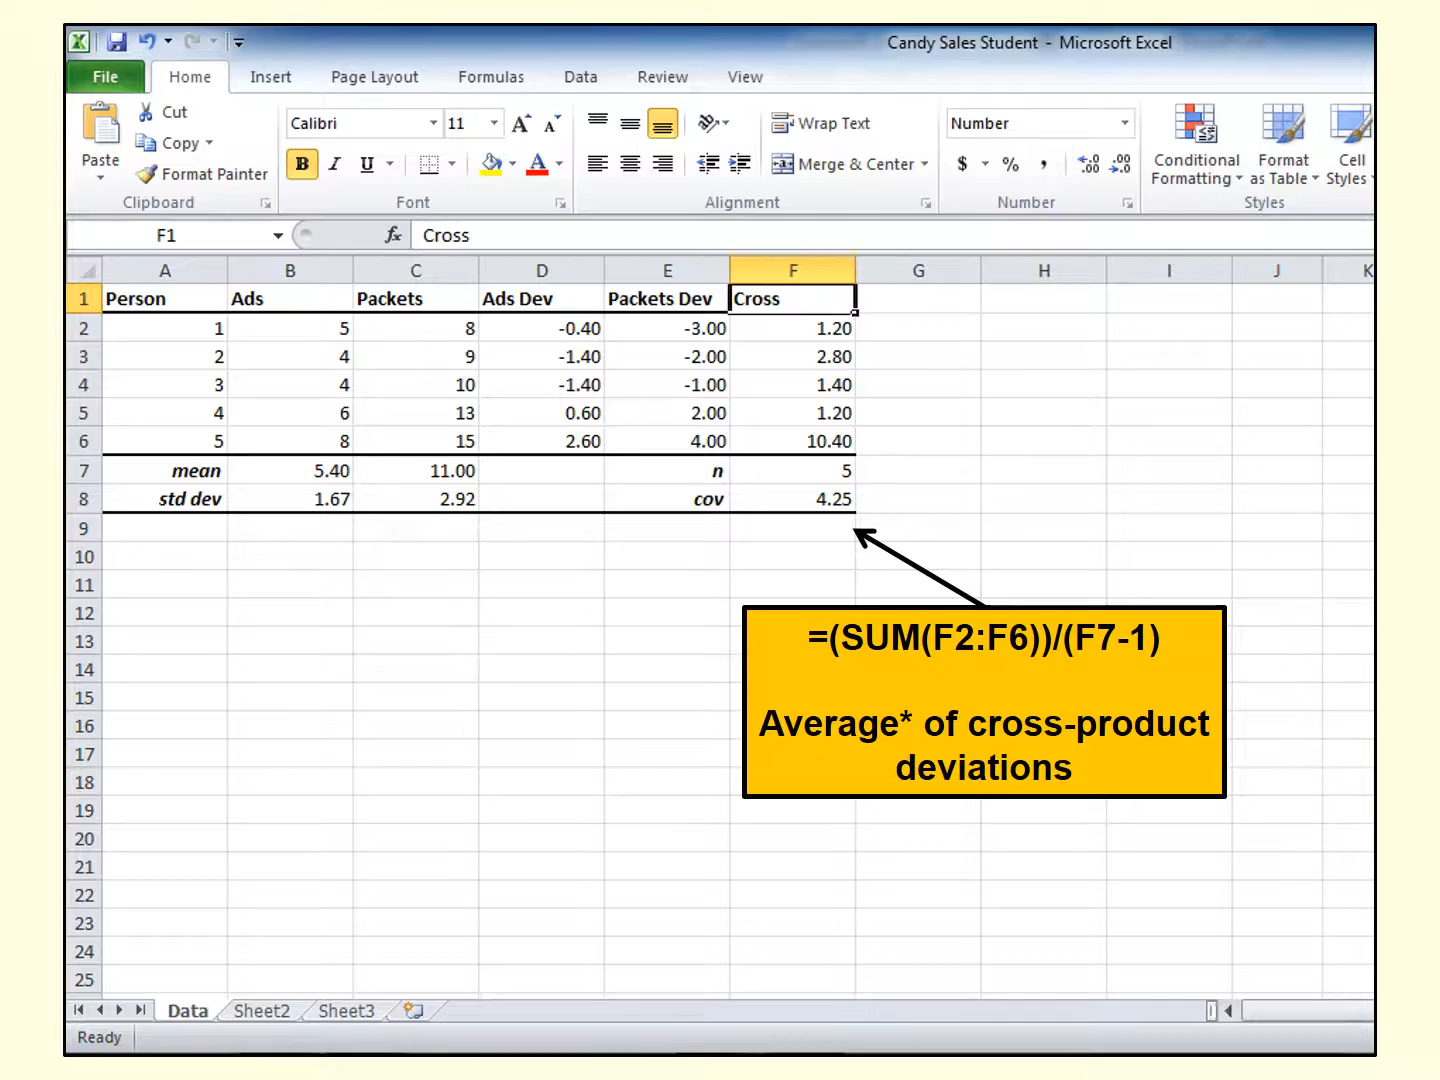 Candy Sales Student - Microsoft Excel
File Home Insert Page Layout Formulas Data Review View
Paste
Cut
Copy
Format Painter
Clipboard
Calibri 11
B I U
Font
Wrap Text
Merge & Center
Alignment
Number
$ % ,
Number
Conditional Formatting
Format as Table
Cell Styles
Styles
F1 fx Cross
A B C D E F G H I J K
1 Person Ads Packets Ads Dev Packets Dev Cross
2 1 5 8 -0.40 -3.00 1.20
3 2 4 9 -1.40 -2.00 2.80
4 3 4 10 -1.40 -1.00 1.40
5 4 6 13 0.60 2.00 1.20
6 5 8 15 2.60 4.00 10.40
7 mean 5.40 11.00 n 5
8 std dev 1.67 2.92 cov 4.25
9
10
11
12
13
14
15
16
17
18
19
20
21
22
23
24
25
=(SUM(F2:F6))/(F7-1)
Average* of cross-product
deviations
Data Sheet2 Sheet3
Ready